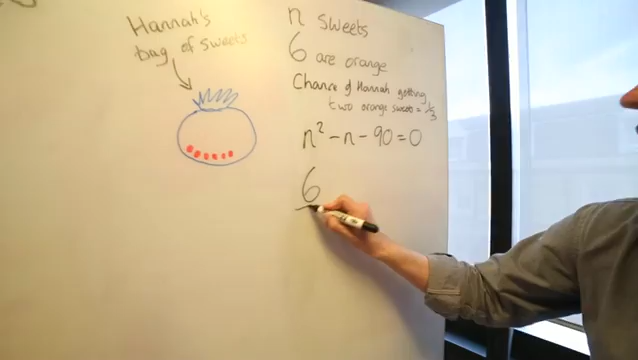 Hannah's
bag of sweets
n sweets
6 are orange
Chance of Hannah getting
two orange sweets = 1/3
n² - n - 90 = 0
6